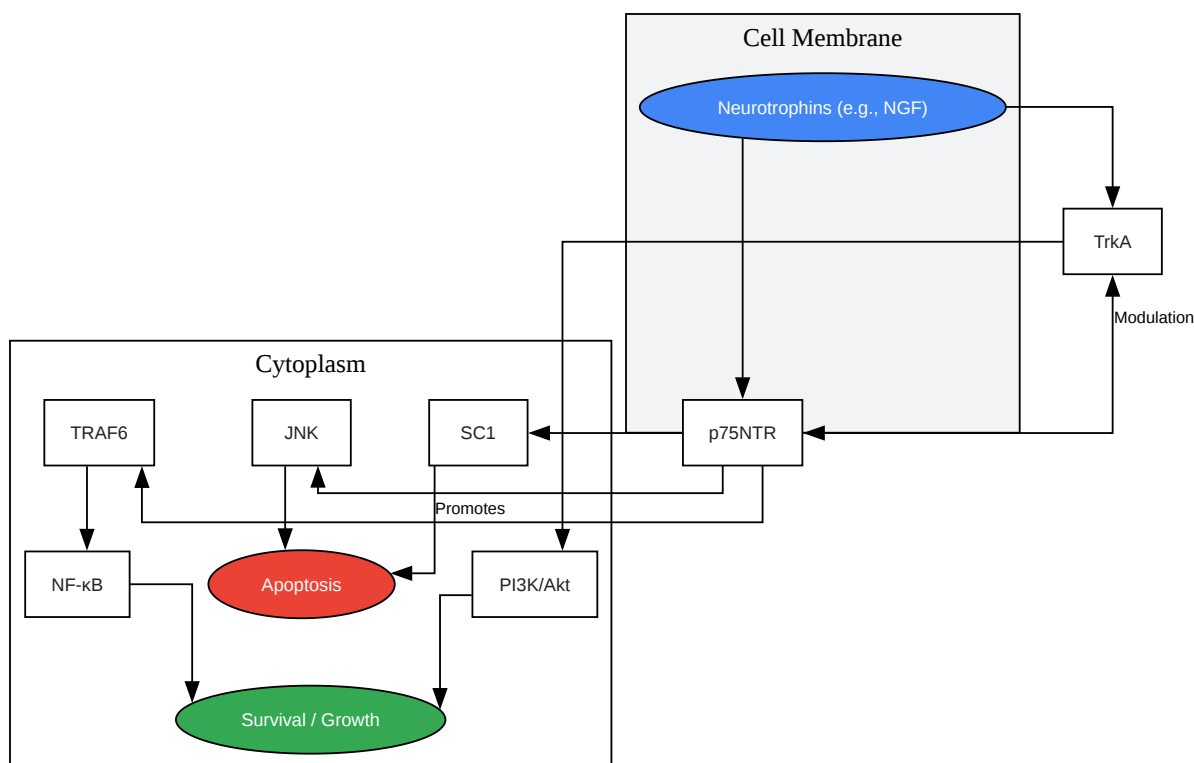 Cell Membrane
Neurotrophins (e.g., NGF)
TrkA
Modulation
Cytoplasm
TRAF6
JNK
SC1
p75NTR
Promotes
NF-κB
Apoptosis
PI3K/Akt
Survival / Growth